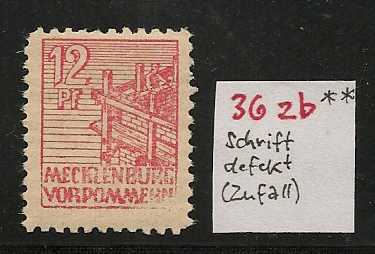 12
Pf
MECKLENBURG
VORPOMMERN
36 zb **
Schrift
defekt
(Zufall)